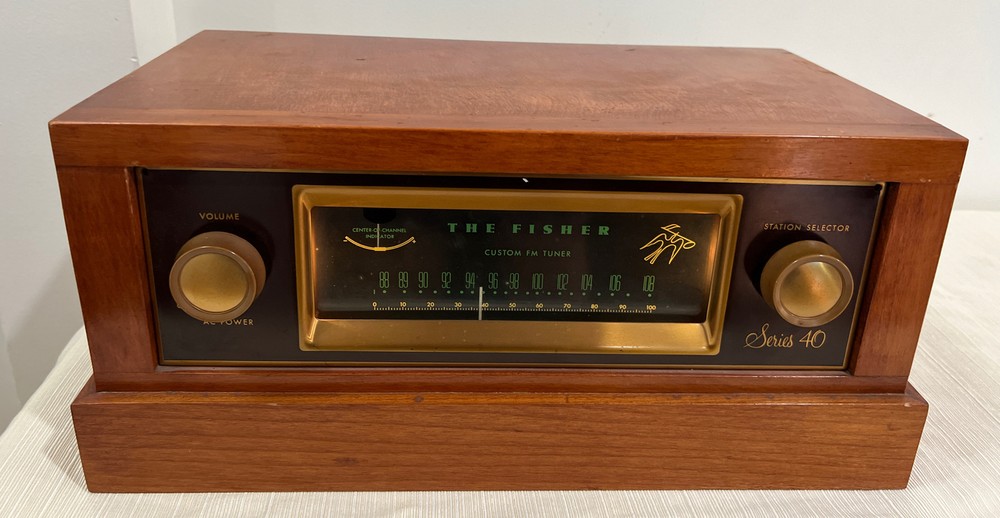 VOLUME
AC POWER
CENTER-OF-CHANNEL
INDICATOR
THE FISHER
CUSTOM FM TUNER
88 89 90 92 94 96 98 100 102 104 106 108
0 10 20 30 40 50 60 70 80 90 100
STATION SELECTOR
Series 40